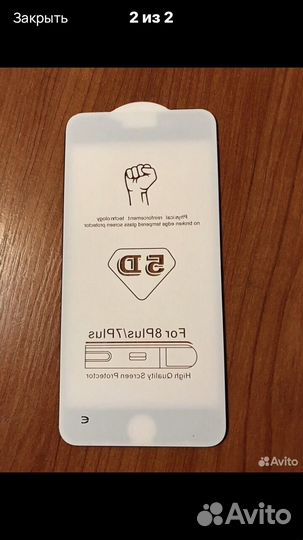 Закрыть
2 из 2
Physical reinforcement technology
no broken edge tempered glass screen protector
5D
For 8Plus/7Plus
High Quality Screen Protector
E
Avito
Avito